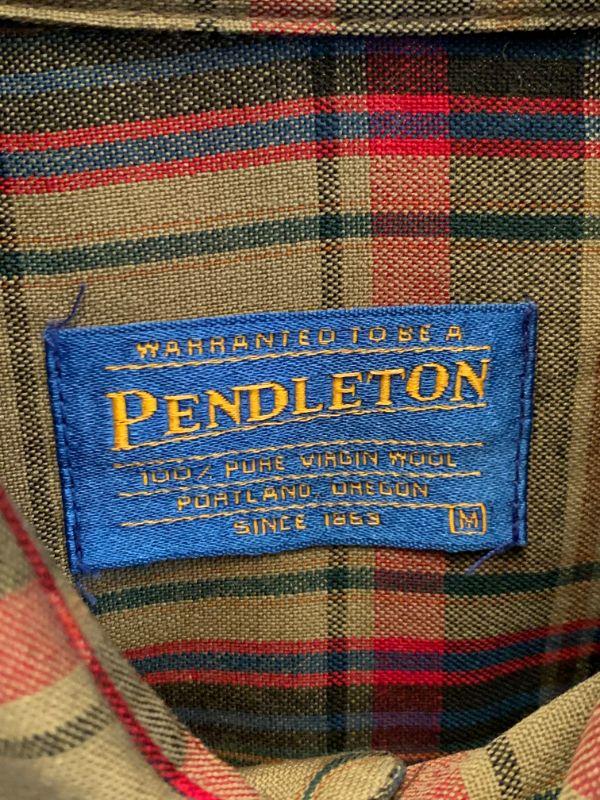 WARRANTED TO BE A
PENDLETON
100% PURE VIRGIN WOOL
PORTLAND, OREGON
SINCE 1863 M